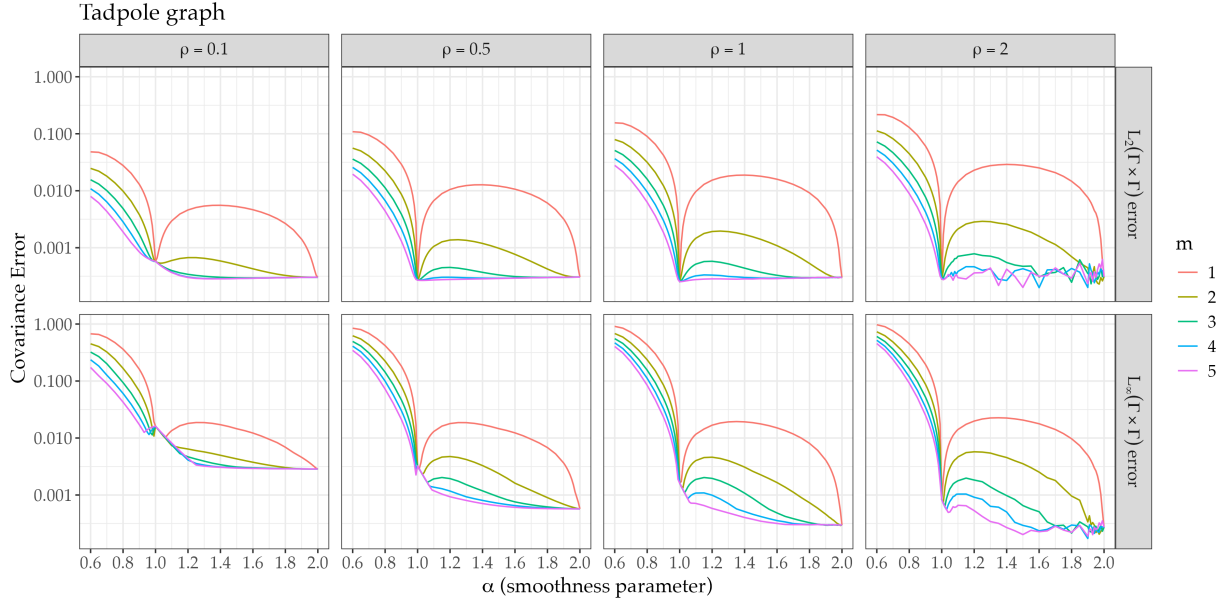 Tadpole graph
ρ = 0.1
ρ = 0.5
ρ = 1
ρ = 2
1.000
0.100
0.010
0.001
L₂(Γ × Γ) error
1.000
0.100
0.010
0.001
L∞(Γ × Γ) error
Covariance Error
0.6 0.8 1.0 1.2 1.4 1.6 1.8 2.0
0.6 0.8 1.0 1.2 1.4 1.6 1.8 2.0
0.6 0.8 1.0 1.2 1.4 1.6 1.8 2.0
0.6 0.8 1.0 1.2 1.4 1.6 1.8 2.0
α (smoothness parameter)
m
1
2
3
4
5